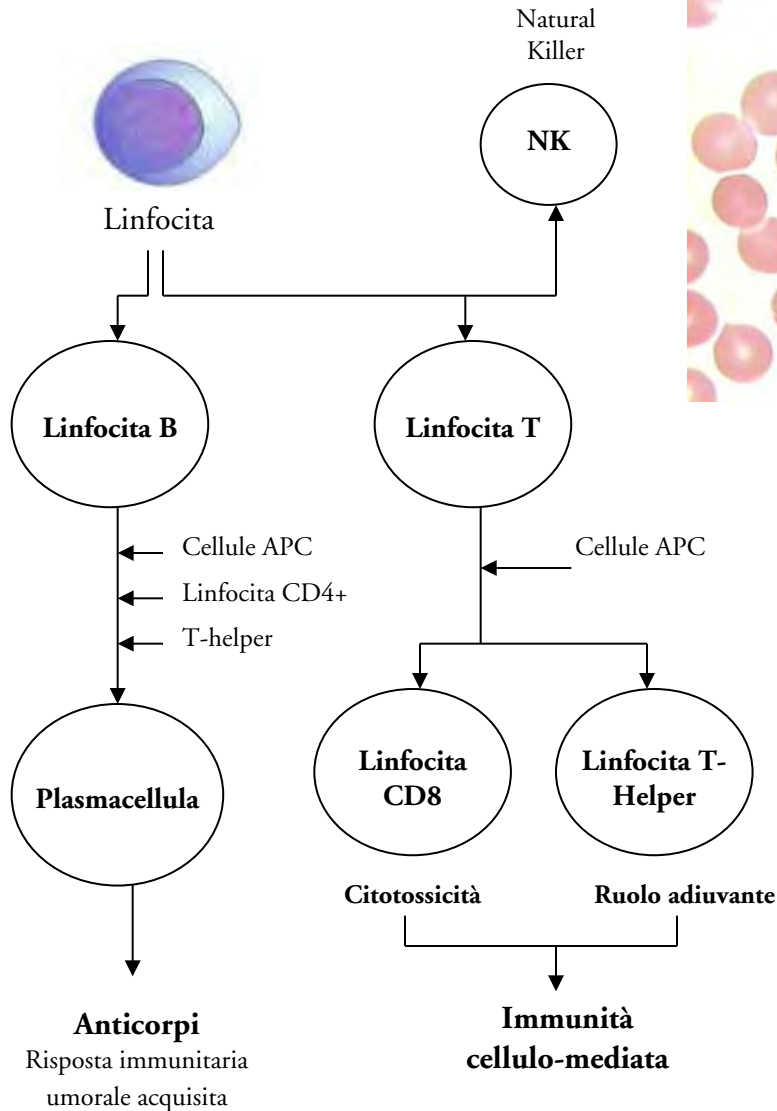 Natural
Killer
NK
Linfocita
Linfocita B
Linfocita T
Cellule APC
Linfocita CD4+
T-helper
Cellule APC
Plasmacellula
Linfocita
CD8
Linfocita T-
Helper
Citotossicità
Ruolo adiuvante
Anticorpi
Risposta immunitaria
umorale acquisita
Immunità
cellulo-mediata